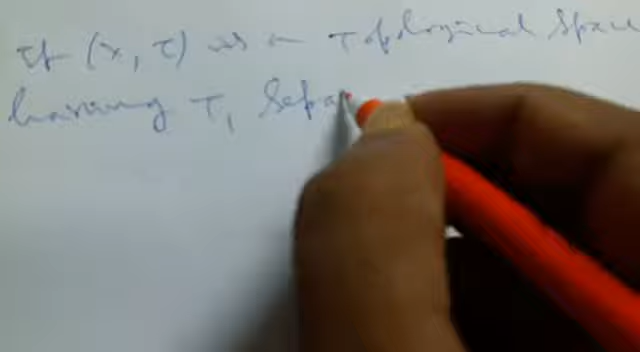 If (X, τ) is a Topological Space
having T₁ Sepa